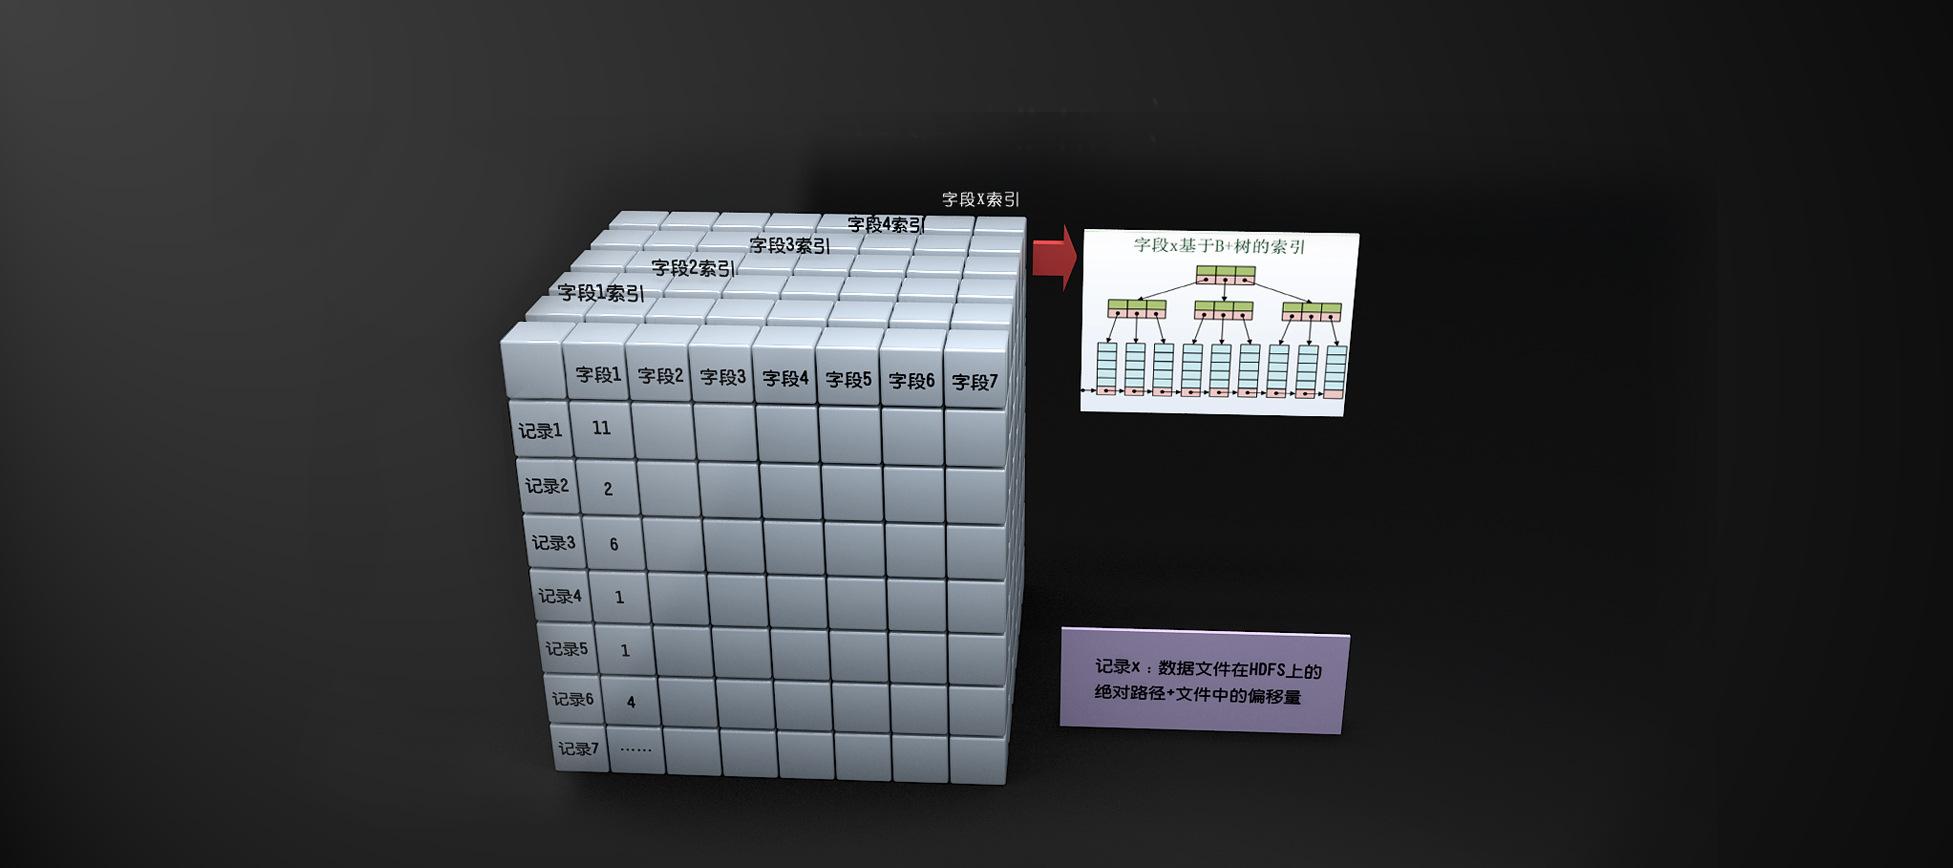 字段X索引
字段4索引
字段3索引
字段2索引
字段1索引
字段1 字段2 字段3 字段4 字段5 字段6 字段7
记录1 11
记录2 2
记录3 6
记录4 1
记录5 1
记录6 4
记录7 ……
字段x基于B+树的索引
记录x：数据文件在HDFS上的
绝对路径+文件中的偏移量